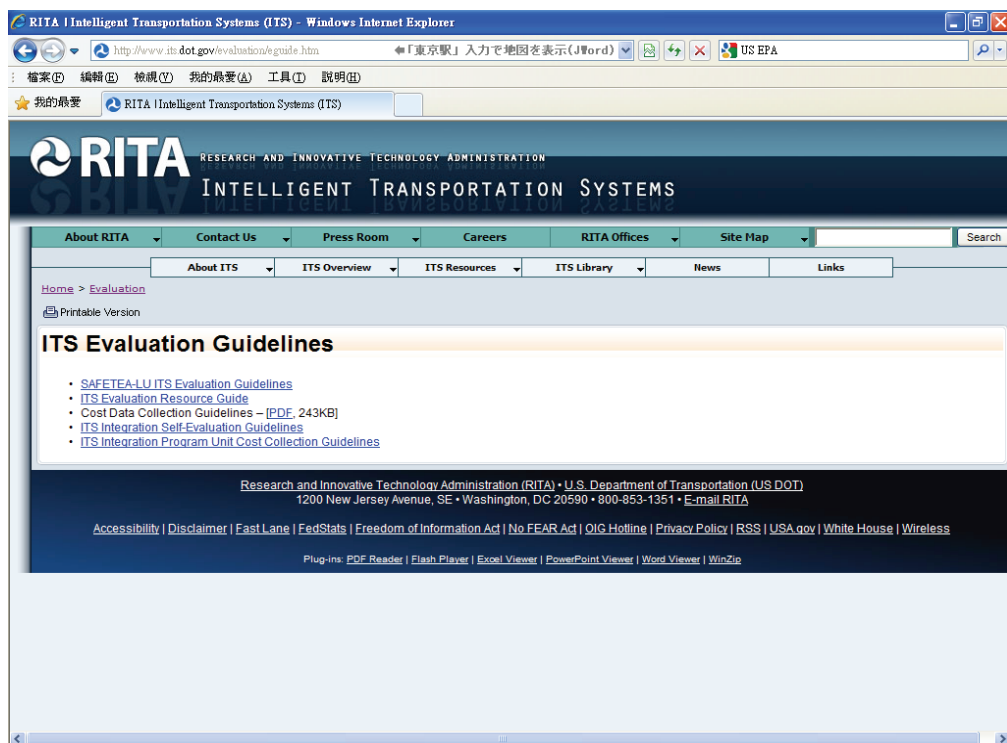 RITA | Intelligent Transportation Systems (ITS) - Windows Internet Explorer
http://www.its.dot.gov/evaluation/eguide.htm 「東京駅」入力で地図を表示(JWord) US EPA
檔案(F) 編輯(E) 檢視(V) 我的最愛(A) 工具(T) 說明(H)
我的最愛 RITA | Intelligent Transportation Systems (ITS)
RITA RESEARCH AND INNOVATIVE TECHNOLOGY ADMINISTRATION
INTELLIGENT TRANSPORTATION SYSTEMS
About RITA Contact Us Press Room Careers RITA Offices Site Map Search
About ITS ITS Overview ITS Resources ITS Library News Links
Home > Evaluation
Printable Version
ITS Evaluation Guidelines
• SAFETEA-LU ITS Evaluation Guidelines
• ITS Evaluation Resource Guide
• Cost Data Collection Guidelines – [PDF, 243KB]
• ITS Integration Self-Evaluation Guidelines
• ITS Integration Program Unit Cost Collection Guidelines
Research and Innovative Technology Administration (RITA) • U.S. Department of Transportation (US DOT)
1200 New Jersey Avenue, SE • Washington, DC 20590 • 800-853-1351 • E-mail RITA
Accessibility | Disclaimer | Fast Lane | FedStats | Freedom of Information Act | No FEAR Act | OIG Hotline | Privacy Policy | RSS | USA.gov | White House | Wireless
Plug-ins: PDF Reader | Flash Player | Excel Viewer | PowerPoint Viewer | Word Viewer | WinZip